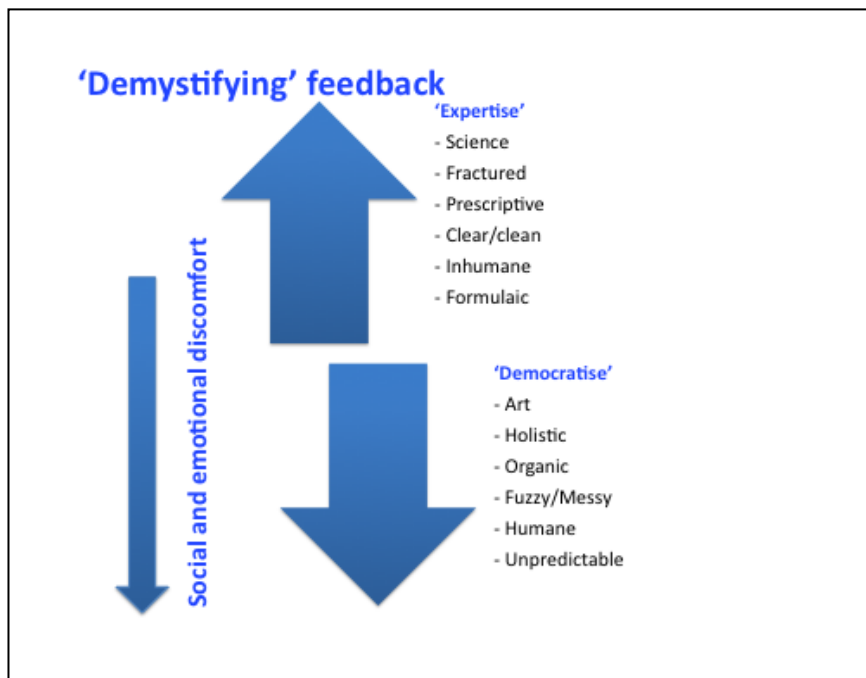 ‘Demystifying’ feedback
‘Expertise’
- Science
- Fractured
- Prescriptive
- Clear/clean
- Inhumane
- Formulaic
Social and emotional discomfort
‘Democratise’
- Art
- Holistic
- Organic
- Fuzzy/Messy
- Humane
- Unpredictable